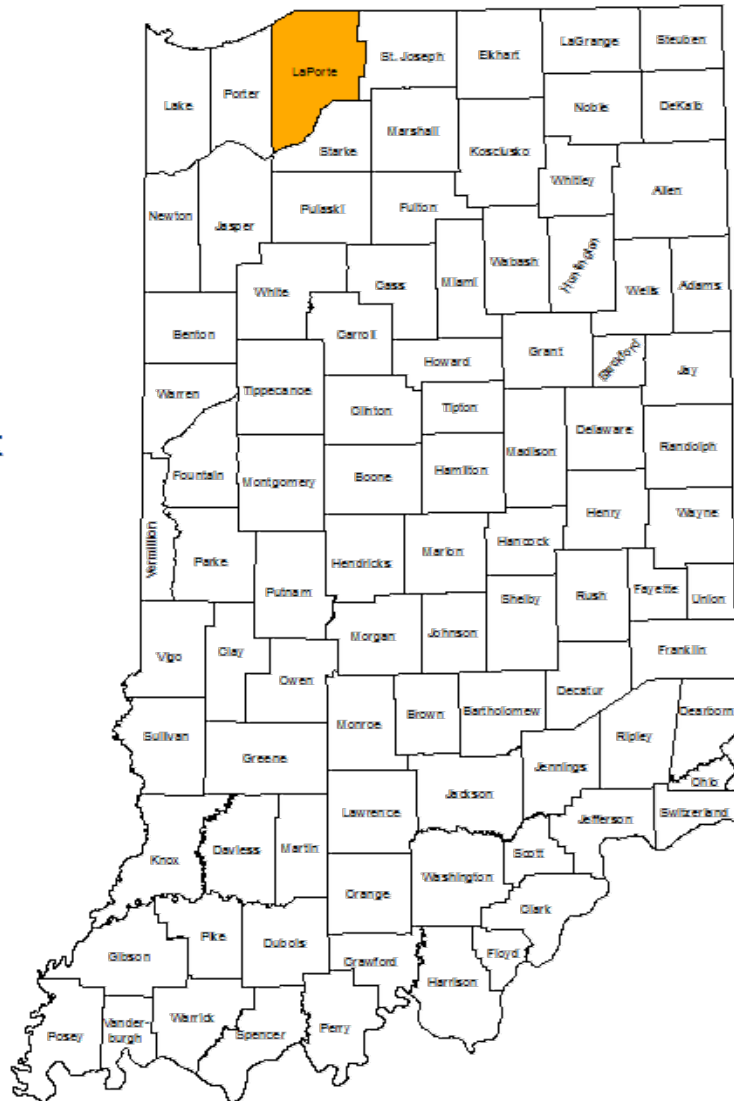 LaPorte
St. Joseph
Elkhart
LaGrange
Steuben
Lake
Porter
Noble
DeKalb
Starke
Marshall
Kosciusko
Whitley
Allen
Newton
Jasper
Pulaski
Fulton
White
Cass
Miami
Wabash
Huntington
Wells
Adams
Benton
Carroll
Howard
Grant
Blackford
Jay
Warren
Tippecanoe
Clinton
Tipton
Madison
Delaware
Randolph
Fountain
Montgomery
Boone
Hamilton
Henry
Wayne
Vermillion
Parke
Putnam
Hendricks
Marion
Hancock
Shelby
Rush
Fayette
Union
Vigo
Clay
Owen
Morgan
Johnson
Franklin
Decatur
Sullivan
Greene
Monroe
Brown
Bartholomew
Jennings
Ripley
Dearborn
Ohio
Knox
Daviess
Martin
Lawrence
Jackson
Jefferson
Switzerland
Orange
Washington
Scott
Clark
Gibson
Pike
Dubois
Crawford
Harrison
Floyd
Posey
Vander-
burgh
Warrick
Spencer
Perry